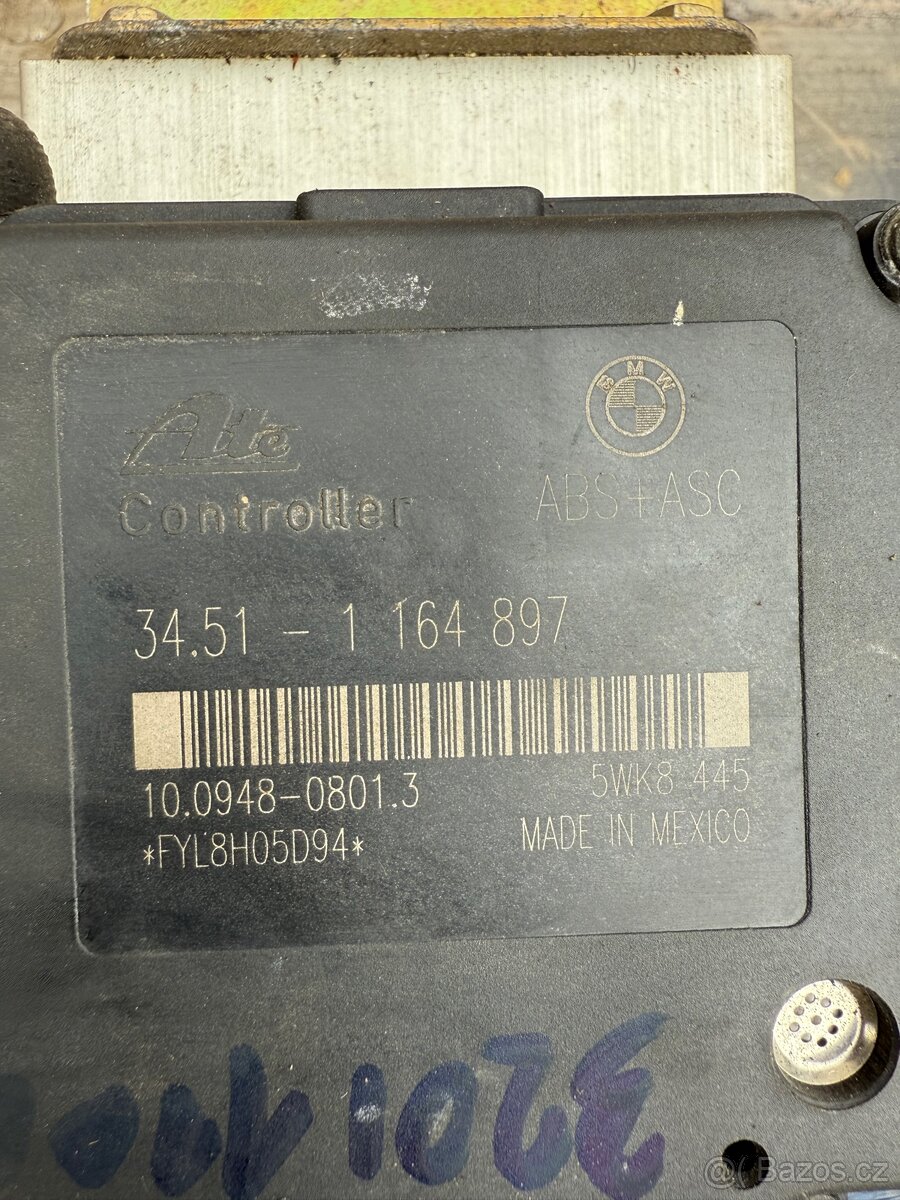 BMW
Ate
Controller
ABS+ASC
34.51 - 1 164 897
10.0948-0801.3
5WK8 445
*FYL8H05D94*
MADE IN MEXICO
3201
@ Bazos.cz